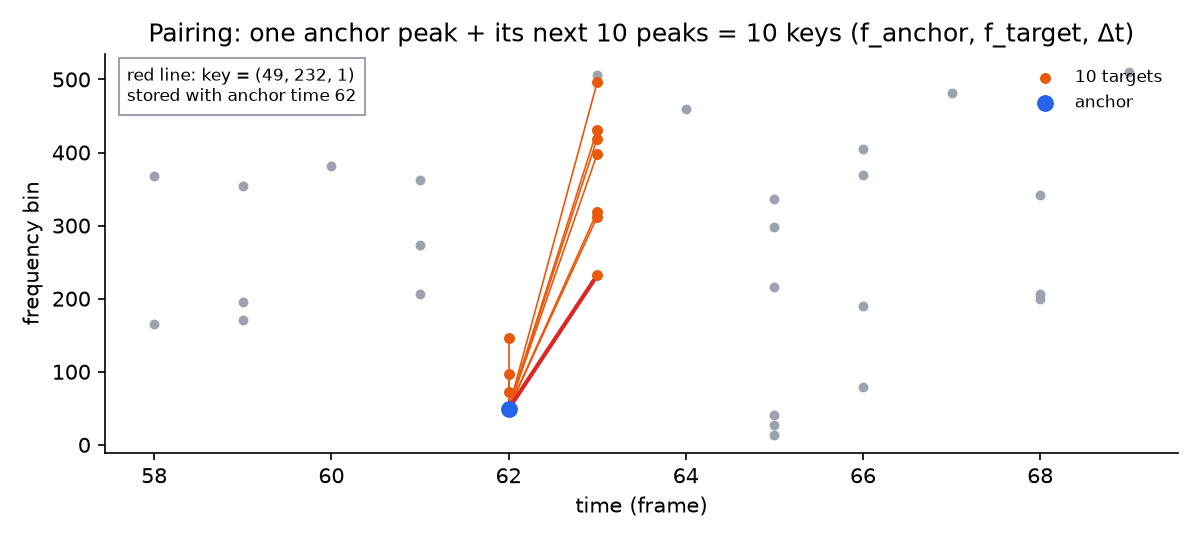 Pairing: one anchor peak + its next 10 peaks = 10 keys (f_anchor, f_target, Δt)
red line: key = (49, 232, 1)
stored with anchor time 62
10 targets
anchor
frequency bin
500
400
300
200
100
0
58 60 62 64 66 68
time (frame)